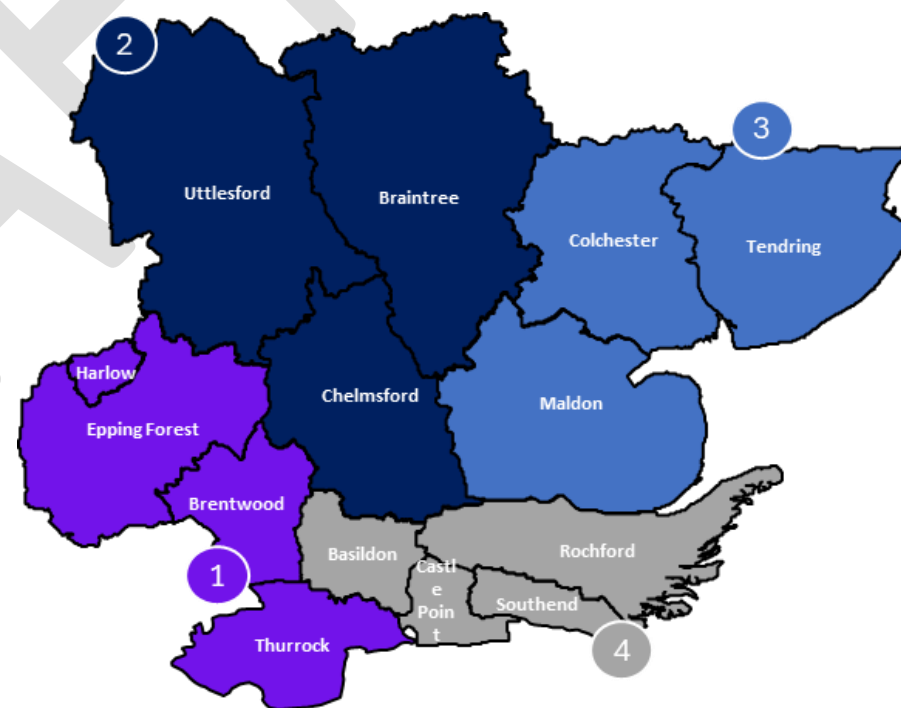 2
3
Uttlesford
Braintree
Colchester
Tendring
Harlow
Chelmsford
Maldon
Epping Forest
Brentwood
Basildon
Rochford
1
Castl
e
Poin
t
Southend
Thurrock
4